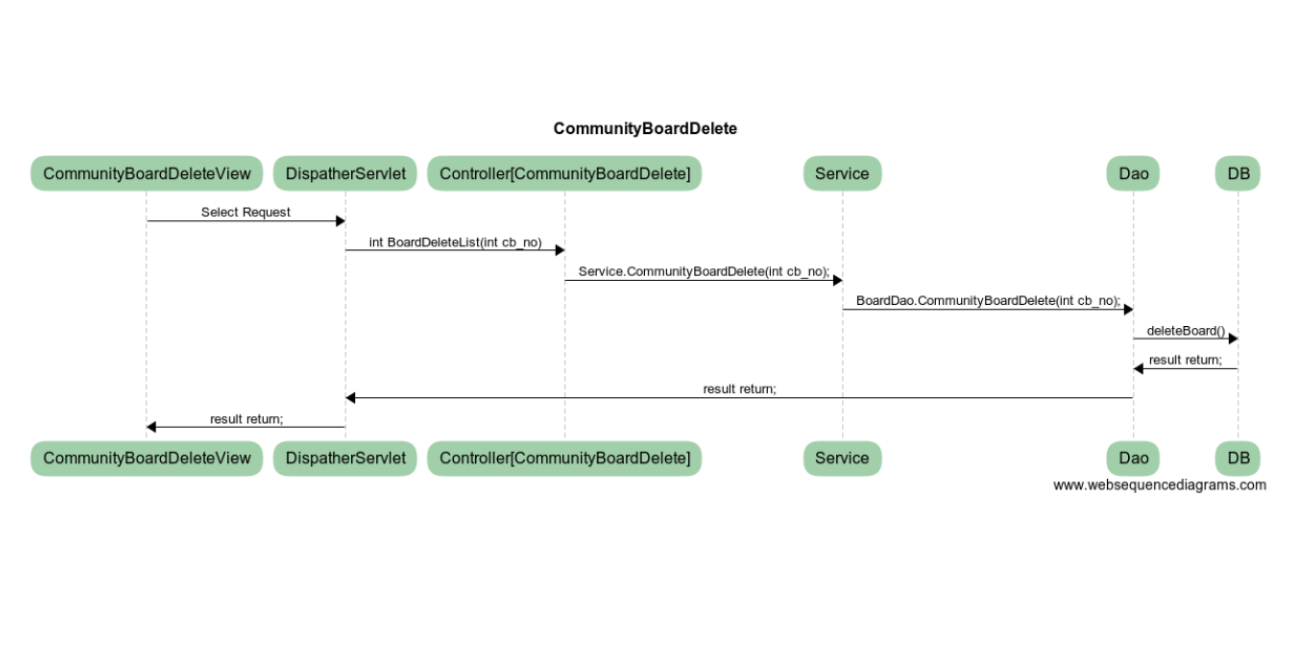 CommunityBoardDelete
CommunityBoardDeleteView DispatherServlet Controller[CommunityBoardDelete] Service Dao DB
Select Request
int BoardDeleteList(int cb_no)
Service.CommunityBoardDelete(int cb_no);
BoardDao.CommunityBoardDelete(int cb_no);
deleteBoard()
result return;
result return;
result return;
CommunityBoardDeleteView DispatherServlet Controller[CommunityBoardDelete] Service Dao DB
www.websequencediagrams.com